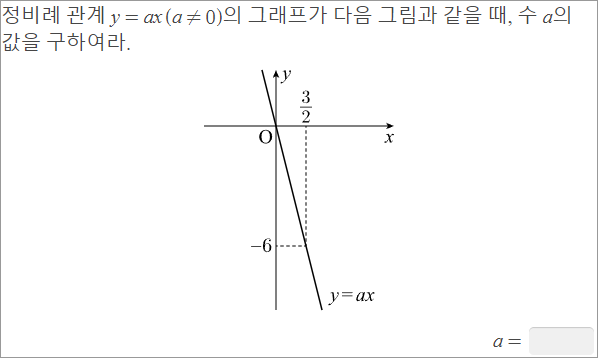 정비례 관계 y = ax (a ≠ 0)의 그래프가 다음 그림과 같을 때, 수 a의
값을 구하여라.
y
3/2
O
x
−6
y=ax
a =